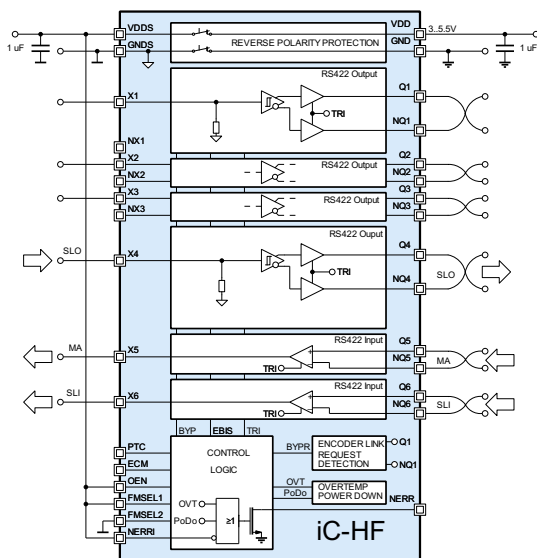 VDDS
VDD
3..5.5V
GNDS
GND
1 uF
1 uF
REVERSE POLARITY PROTECTION
RS422 Output
X1
Q1
TRI
NQ1
NX1
X2
RS422 Output
Q2
NX2
NQ2
X3
RS422 Output
Q3
NX3
NQ3
RS422 Ouput
Q4
SLO
X4
TRI
NQ4
SLO
RS422 Input
Q5
MA
X5
NQ5
MA
TRI
RS422 Input
Q6
SLI
X6
NQ6
SLI
TRI
BYP
EBIS
TRI
PTC
CONTROL
LOGIC
BYPR
ENCODER LINK
REQUEST
DETECTION
Q1
NQ1
ECM
OEN
OVT
OVERTEMP
POWER DOWN
PoDo
NERR
FMSEL1
OVT
FMSEL2
PoDo
≥1
NERRI
iC-HF